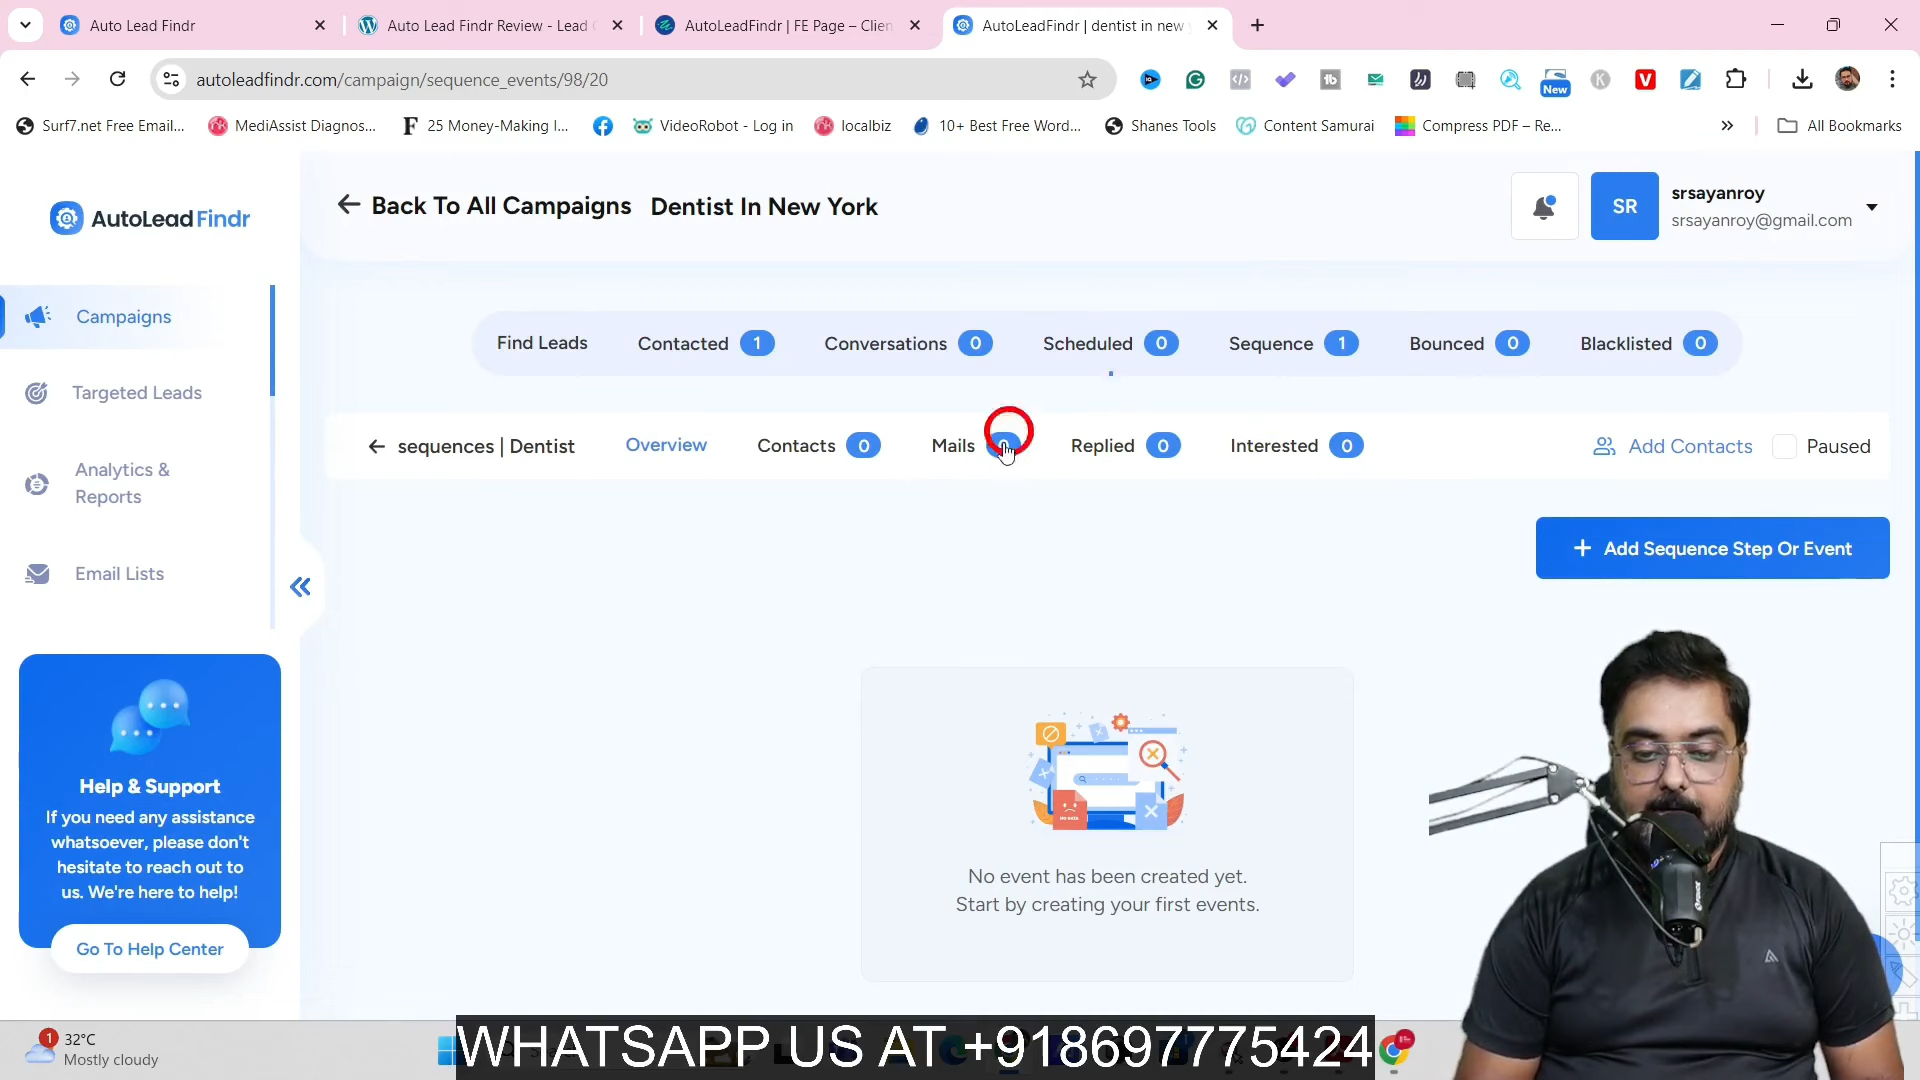 Auto Lead Findr
Auto Lead Findr Review - Lead
AutoLeadFindr | FE Page – Clien
AutoLeadFindr | dentist in new
autoleadfindr.com/campaign/sequence_events/98/20
New
Surf7.net Free Email...
MediAssist Diagnos...
25 Money-Making I...
VideoRobot - Log in
localbiz
10+ Best Free Word...
Shanes Tools
Content Samurai
Compress PDF – Re...
All Bookmarks
AutoLeadFindr
Back To All Campaigns
Dentist In New York
SR
srsayanroy
srsayanroy@gmail.com
Campaigns
Targeted Leads
Analytics &
Reports
Email Lists
Find Leads
Contacted 1
Conversations 0
Scheduled 0
Sequence 1
Bounced 0
Blacklisted 0
sequences | Dentist
Overview
Contacts 0
Mails
Replied 0
Interested 0
Add Contacts
Paused
+ Add Sequence Step Or Event
No event has been created yet.
Start by creating your first events.
Help & Support
If you need any assistance
whatsoever, please don't
hesitate to reach out to
us. We're here to help!
Go To Help Center
1
32°C
Mostly cloudy
WHATSAPP US AT +918697775424